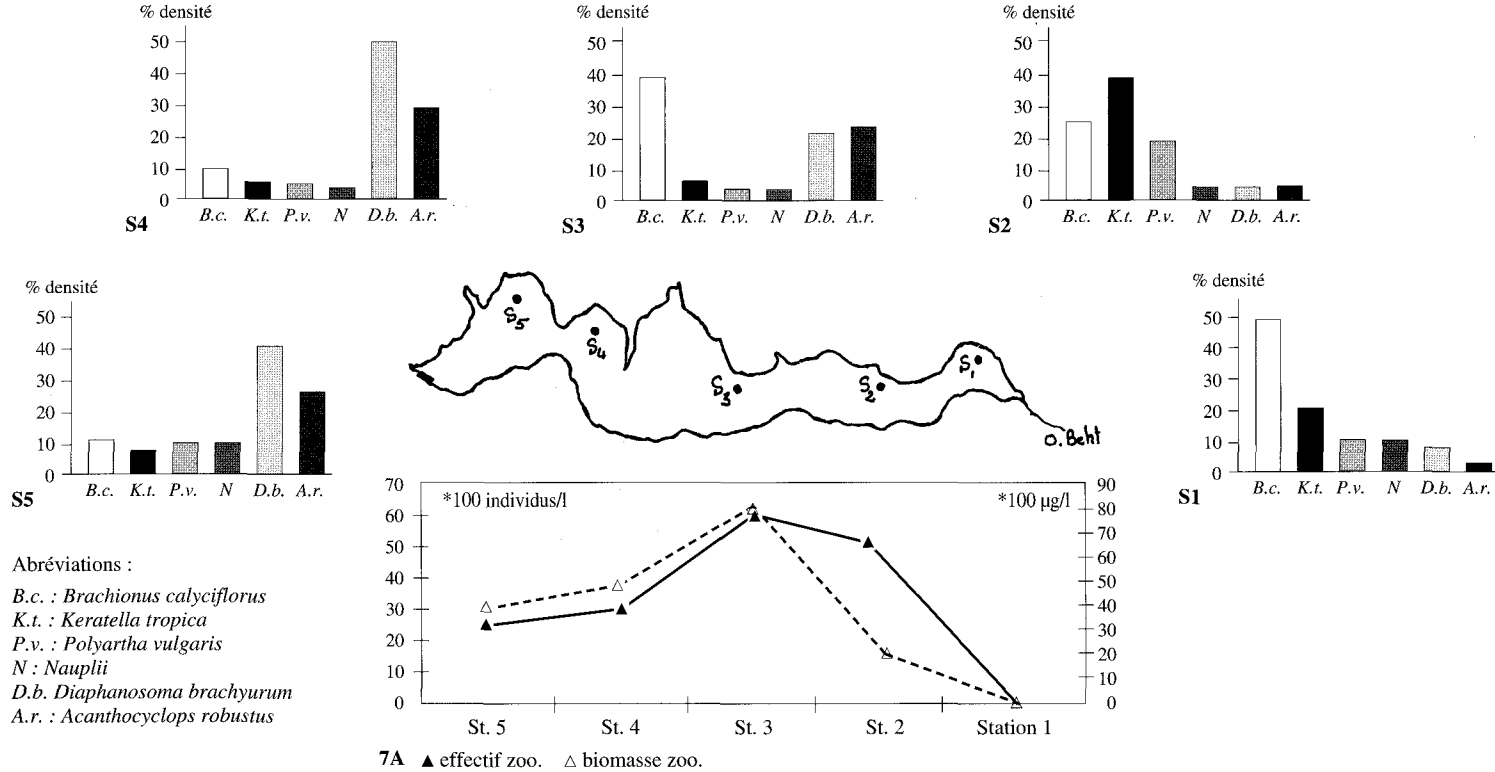 % densité
50
40
30
20
10
0
B.c. K.t. P.v. N D.b. A.r.
S4
% densité
50
40
30
20
10
0
B.c. K.t. P.v. N D.b. A.r.
S3
% densité
50
40
30
20
10
0
B.c. K.t. P.v. N D.b. A.r.
S2
% densité
50
40
30
20
10
0
B.c. K.t. P.v. N D.b. A.r.
S5
S5
S4
S3
S2
S1
O. Beht
% densité
50
40
30
20
10
0
B.c. K.t. P.v. N D.b. A.r.
S1
*100 individus/l
*100 µg/l
70
60
50
40
30
20
10
0
90
80
70
60
50
40
30
20
10
0
St. 5 St. 4 St. 3 St. 2 Station 1
7A ▲ effectif zoo. △ biomasse zoo.
Abréviations :
B.c. : Brachionus calyciflorus
K.t. : Keratella tropica
P.v. : Polyartha vulgaris
N : Nauplii
D.b. Diaphanosoma brachyurum
A.r. : Acanthocyclops robustus